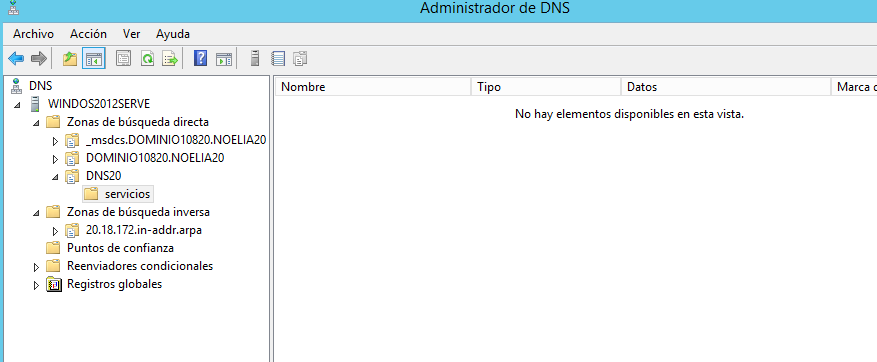 Administrador de DNS
Archivo Acción Ver Ayuda
Nombre Tipo Datos Marca d
No hay elementos disponibles en esta vista.
DNS
WINDOS2012SERVE
Zonas de búsqueda directa
_msdcs.DOMINIO10820.NOELIA20
DOMINIO10820.NOELIA20
DNS20
servicios
Zonas de búsqueda inversa
20.18.172.in-addr.arpa
Puntos de confianza
Reenviadores condicionales
Registros globales